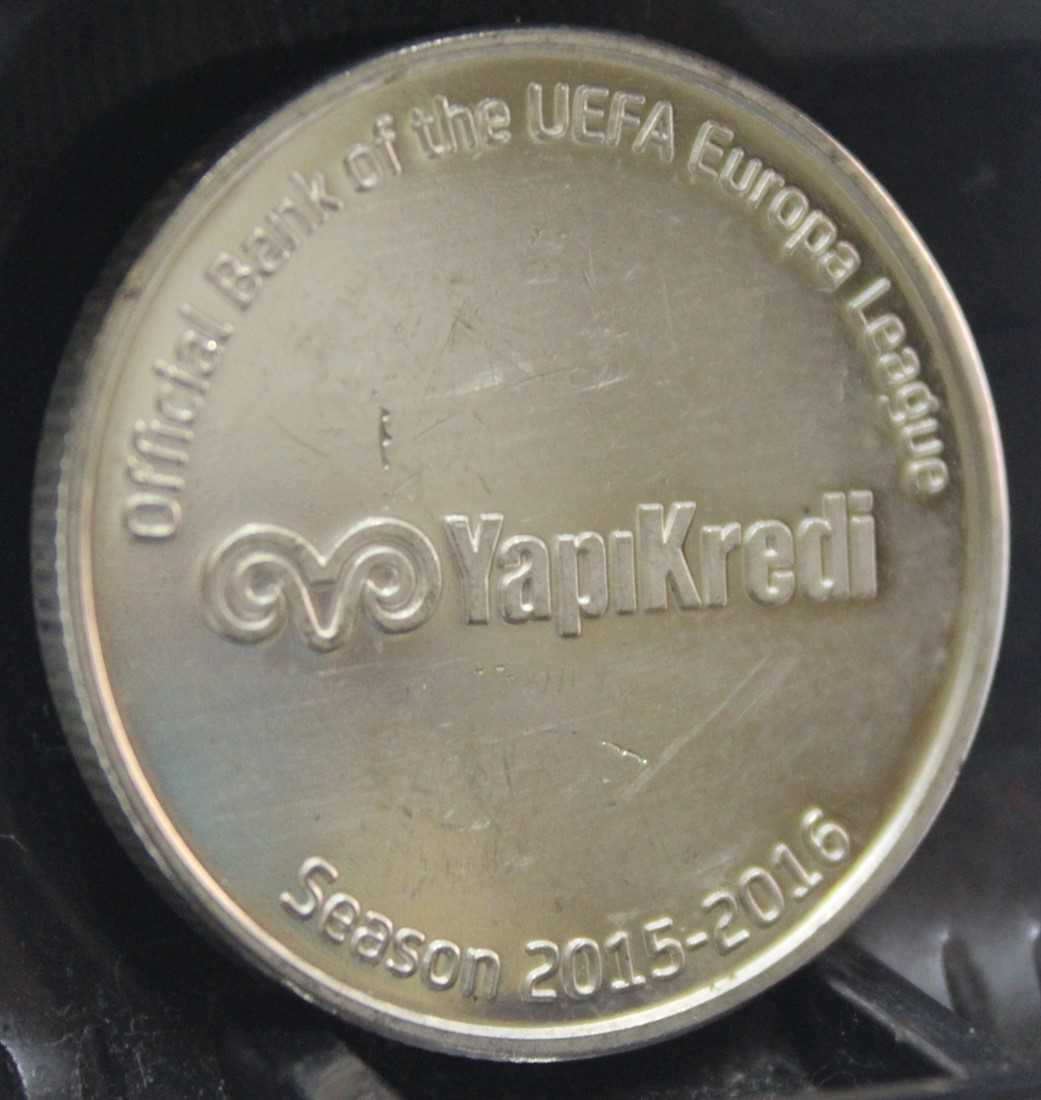 Official Bank of the UEFA Europa League
YapıKredi
Season 2015-2016